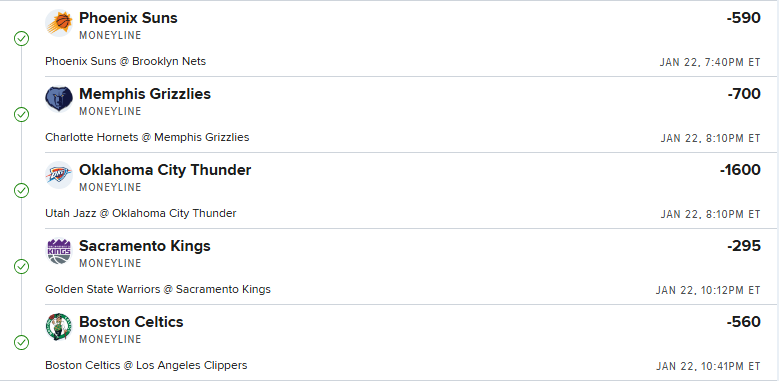 Phoenix Suns -590
MONEYLINE
Phoenix Suns @ Brooklyn Nets JAN 22, 7:40PM ET
Memphis Grizzlies -700
MONEYLINE
Charlotte Hornets @ Memphis Grizzlies JAN 22, 8:10PM ET
Oklahoma City Thunder -1600
MONEYLINE
Utah Jazz @ Oklahoma City Thunder JAN 22, 8:10PM ET
KINGS
Sacramento Kings -295
MONEYLINE
Golden State Warriors @ Sacramento Kings JAN 22, 10:12PM ET
Boston Celtics -560
MONEYLINE
Boston Celtics @ Los Angeles Clippers JAN 22, 10:41PM ET